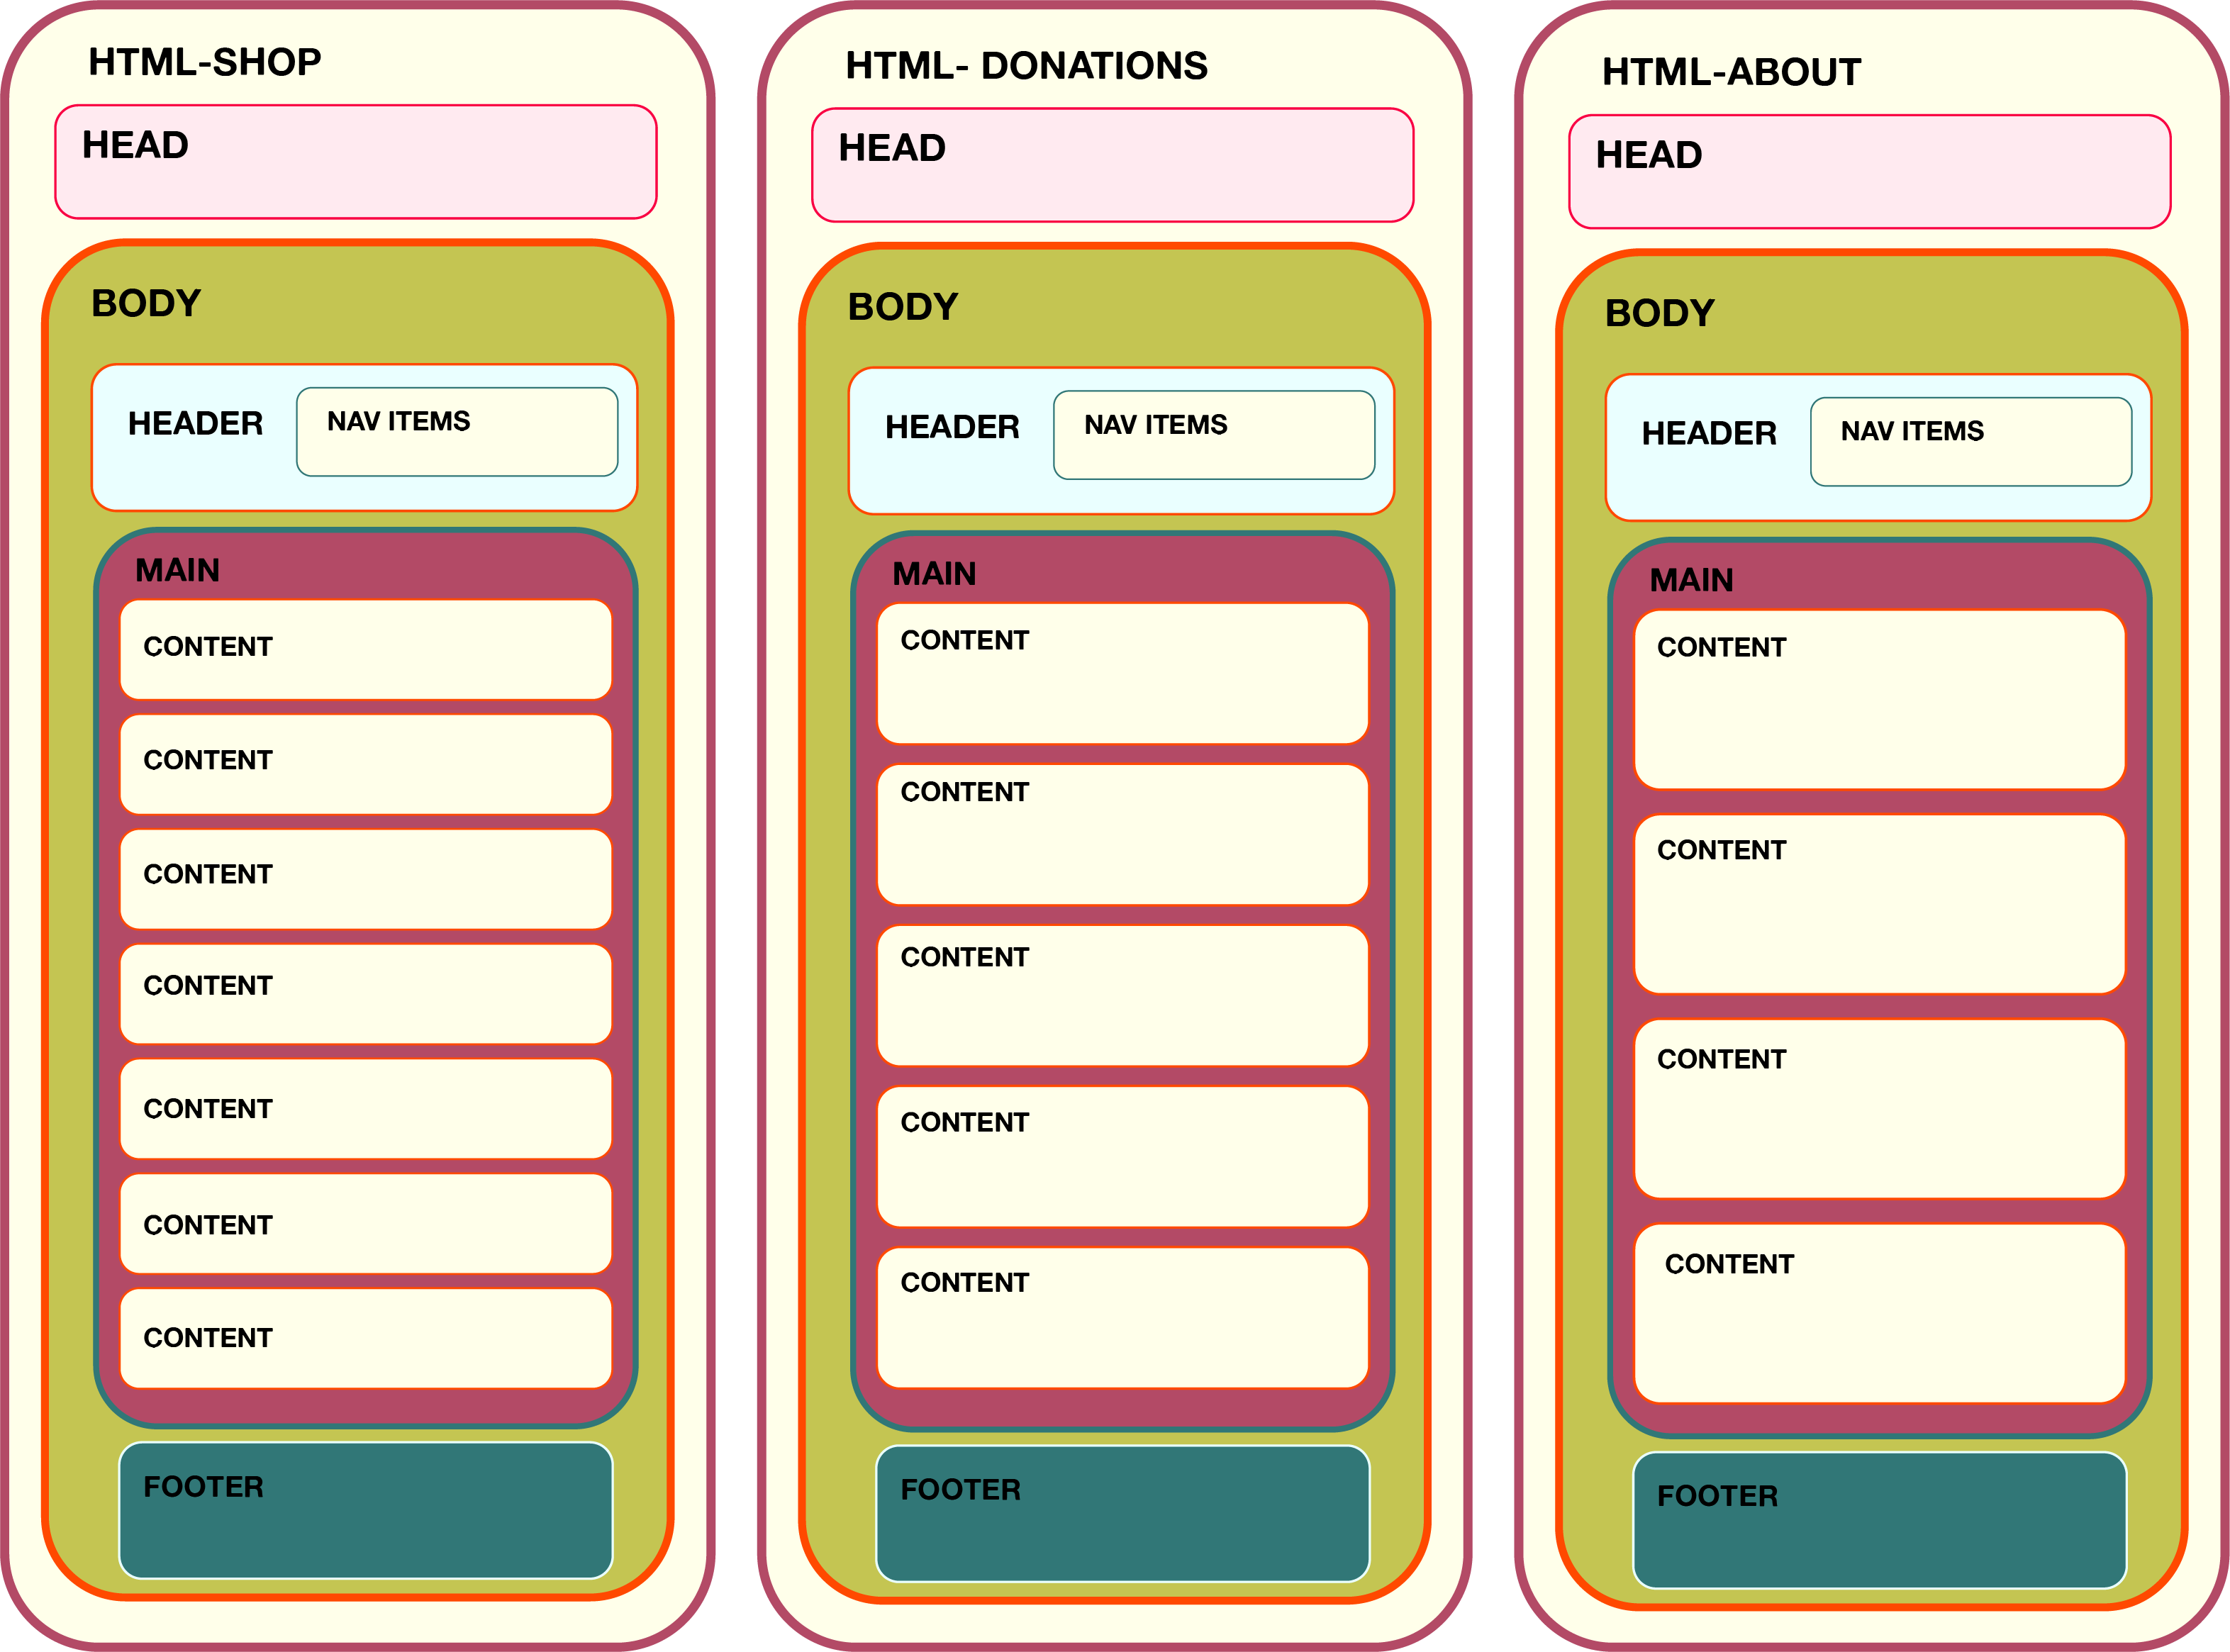 HTML-SHOP
HEAD
BODY
HEADER
NAV ITEMS
MAIN
CONTENT
CONTENT
CONTENT
CONTENT
CONTENT
CONTENT
CONTENT
FOOTER
HTML- DONATIONS
HEAD
BODY
HEADER
NAV ITEMS
MAIN
CONTENT
CONTENT
CONTENT
CONTENT
CONTENT
FOOTER
HTML-ABOUT
HEAD
BODY
HEADER
NAV ITEMS
MAIN
CONTENT
CONTENT
CONTENT
CONTENT
FOOTER